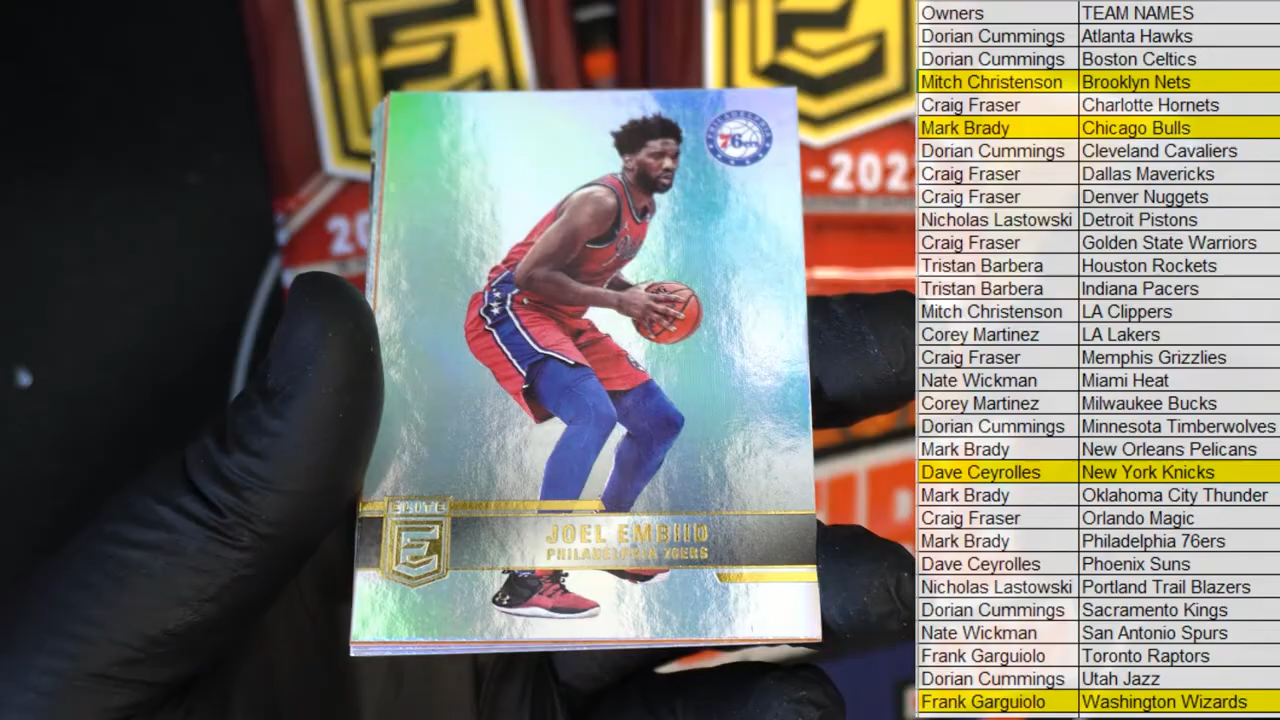 PHILADELPHIA
76ers
ELITE
E
JOEL EMBIID
PHILADELPHIA 76ERS
20
-202
Owners TEAM NAMES
Dorian Cummings Atlanta Hawks
Dorian Cummings Boston Celtics
Mitch Christenson Brooklyn Nets
Craig Fraser Charlotte Hornets
Mark Brady Chicago Bulls
Dorian Cummings Cleveland Cavaliers
Craig Fraser Dallas Mavericks
Craig Fraser Denver Nuggets
Nicholas Lastowski Detroit Pistons
Craig Fraser Golden State Warriors
Tristan Barbera Houston Rockets
Tristan Barbera Indiana Pacers
Mitch Christenson LA Clippers
Corey Martinez LA Lakers
Craig Fraser Memphis Grizzlies
Nate Wickman Miami Heat
Corey Martinez Milwaukee Bucks
Dorian Cummings Minnesota Timberwolves
Mark Brady New Orleans Pelicans
Dave Ceyrolles New York Knicks
Mark Brady Oklahoma City Thunder
Craig Fraser Orlando Magic
Mark Brady Philadelphia 76ers
Dave Ceyrolles Phoenix Suns
Nicholas Lastowski Portland Trail Blazers
Dorian Cummings Sacramento Kings
Nate Wickman San Antonio Spurs
Frank Garguiolo Toronto Raptors
Dorian Cummings Utah Jazz
Frank Garguiolo Washington Wizards